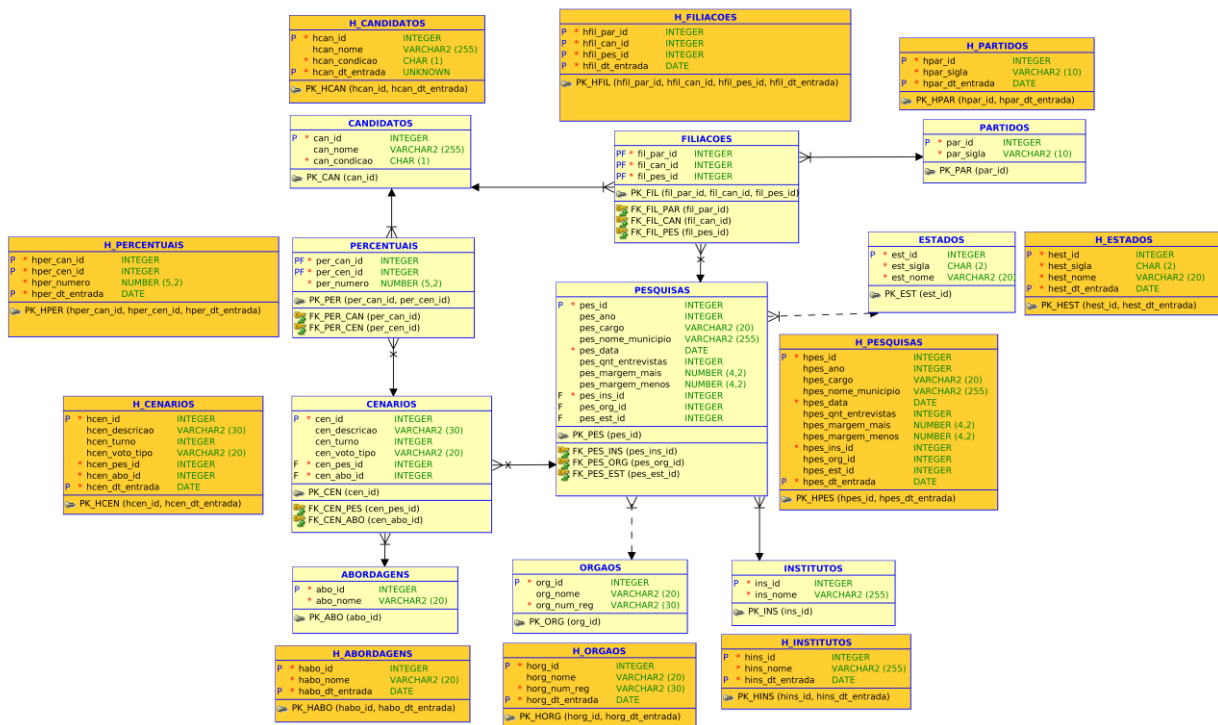 H_CANDIDATOS
P * hcan_id INTEGER
hcan_nome VARCHAR2 (255)
* hcan_condicao CHAR (1)
P * hcan_dt_entrada UNKNOWN
PK_HCAN (hcan_id, hcan_dt_entrada)
H_FILIACOES
P * hfil_par_id INTEGER
P * hfil_can_id INTEGER
P * hfil_pes_id INTEGER
P * hfil_dt_entrada DATE
PK_HFIL (hfil_par_id, hfil_can_id, hfil_pes_id, hfil_dt_entrada)
H_PARTIDOS
P * hpar_id INTEGER
* hpar_sigla VARCHAR2 (10)
P * hpar_dt_entrada DATE
PK_HPAR (hpar_id, hpar_dt_entrada)
CANDIDATOS
P * can_id INTEGER
can_nome VARCHAR2 (255)
* can_condicao CHAR (1)
PK_CAN (can_id)
FILIACOES
PF * fil_par_id INTEGER
PF * fil_can_id INTEGER
PF * fil_pes_id INTEGER
PK_FIL (fil_par_id, fil_can_id, fil_pes_id)
FK_FIL_PAR (fil_par_id)
FK_FIL_CAN (fil_can_id)
FK_FIL_PES (fil_pes_id)
PARTIDOS
P * par_id INTEGER
* par_sigla VARCHAR2 (10)
PK_PAR (par_id)
H_PERCENTUAIS
P * hper_can_id INTEGER
P * hper_cen_id INTEGER
* hper_numero NUMBER (5,2)
P * hper_dt_entrada DATE
PK_HPER (hper_can_id, hper_cen_id, hper_dt_entrada)
PERCENTUAIS
PF * per_can_id INTEGER
PF * per_cen_id INTEGER
* per_numero NUMBER (5,2)
PK_PER (per_can_id, per_cen_id)
FK_PER_CAN (per_can_id)
FK_PER_CEN (per_cen_id)
ESTADOS
P * est_id INTEGER
* est_sigla CHAR (2)
* est_nome VARCHAR2 (20)
PK_EST (est_id)
H_ESTADOS
P * hest_id INTEGER
* hest_sigla CHAR (2)
* hest_nome VARCHAR2 (20)
P * hest_dt_entrada DATE
PK_HEST (hest_id, hest_dt_entrada)
PESQUISAS
P * pes_id INTEGER
pes_ano INTEGER
pes_cargo VARCHAR2 (20)
pes_nome_municipio VARCHAR2 (255)
* pes_data DATE
pes_qnt_entrevistas INTEGER
pes_margem_mais NUMBER (4,2)
pes_margem_menos NUMBER (4,2)
F * pes_ins_id INTEGER
F pes_org_id INTEGER
F pes_est_id INTEGER
PK_PES (pes_id)
FK_PES_INS (pes_ins_id)
FK_PES_ORG (pes_org_id)
FK_PES_EST (pes_est_id)
H_PESQUISAS
P * hpes_id INTEGER
hpes_ano INTEGER
hpes_cargo VARCHAR2 (20)
hpes_nome_municipio VARCHAR2 (255)
* hpes_data DATE
hpes_qnt_entrevistas INTEGER
hpes_margem_mais NUMBER (4,2)
hpes_margem_menos NUMBER (4,2)
* hpes_ins_id INTEGER
hpes_org_id INTEGER
hpes_est_id INTEGER
P * hpes_dt_entrada DATE
PK_HPES (hpes_id, hpes_dt_entrada)
H_CENARIOS
P * hcen_id INTEGER
hcen_descricao VARCHAR2 (30)
hcen_turno INTEGER
hcen_voto_tipo VARCHAR2 (20)
* hcen_pes_id INTEGER
* hcen_abo_id INTEGER
P * hcen_dt_entrada DATE
PK_HCEN (hcen_id, hcen_dt_entrada)
CENARIOS
P * cen_id INTEGER
cen_descricao VARCHAR2 (30)
cen_turno INTEGER
cen_voto_tipo VARCHAR2 (20)
F * cen_pes_id INTEGER
F * cen_abo_id INTEGER
PK_CEN (cen_id)
FK_CEN_PES (cen_pes_id)
FK_CEN_ABO (cen_abo_id)
ABORDAGENS
P * abo_id INTEGER
* abo_nome VARCHAR2 (20)
PK_ABO (abo_id)
ORGAOS
P * org_id INTEGER
org_nome VARCHAR2 (20)
* org_num_reg VARCHAR2 (30)
PK_ORG (org_id)
INSTITUTOS
P * ins_id INTEGER
* ins_nome VARCHAR2 (255)
PK_INS (ins_id)
H_ABORDAGENS
P * habo_id INTEGER
* habo_nome VARCHAR2 (20)
P * habo_dt_entrada DATE
PK_HABO (habo_id, habo_dt_entrada)
H_ORGAOS
P * horg_id INTEGER
horg_nome VARCHAR2 (20)
* horg_num_reg VARCHAR2 (30)
P * horg_dt_entrada DATE
PK_HORG (horg_id, horg_dt_entrada)
H_INSTITUTOS
P * hins_id INTEGER
* hins_nome VARCHAR2 (255)
P * hins_dt_entrada DATE
PK_HINS (hins_id, hins_dt_entrada)